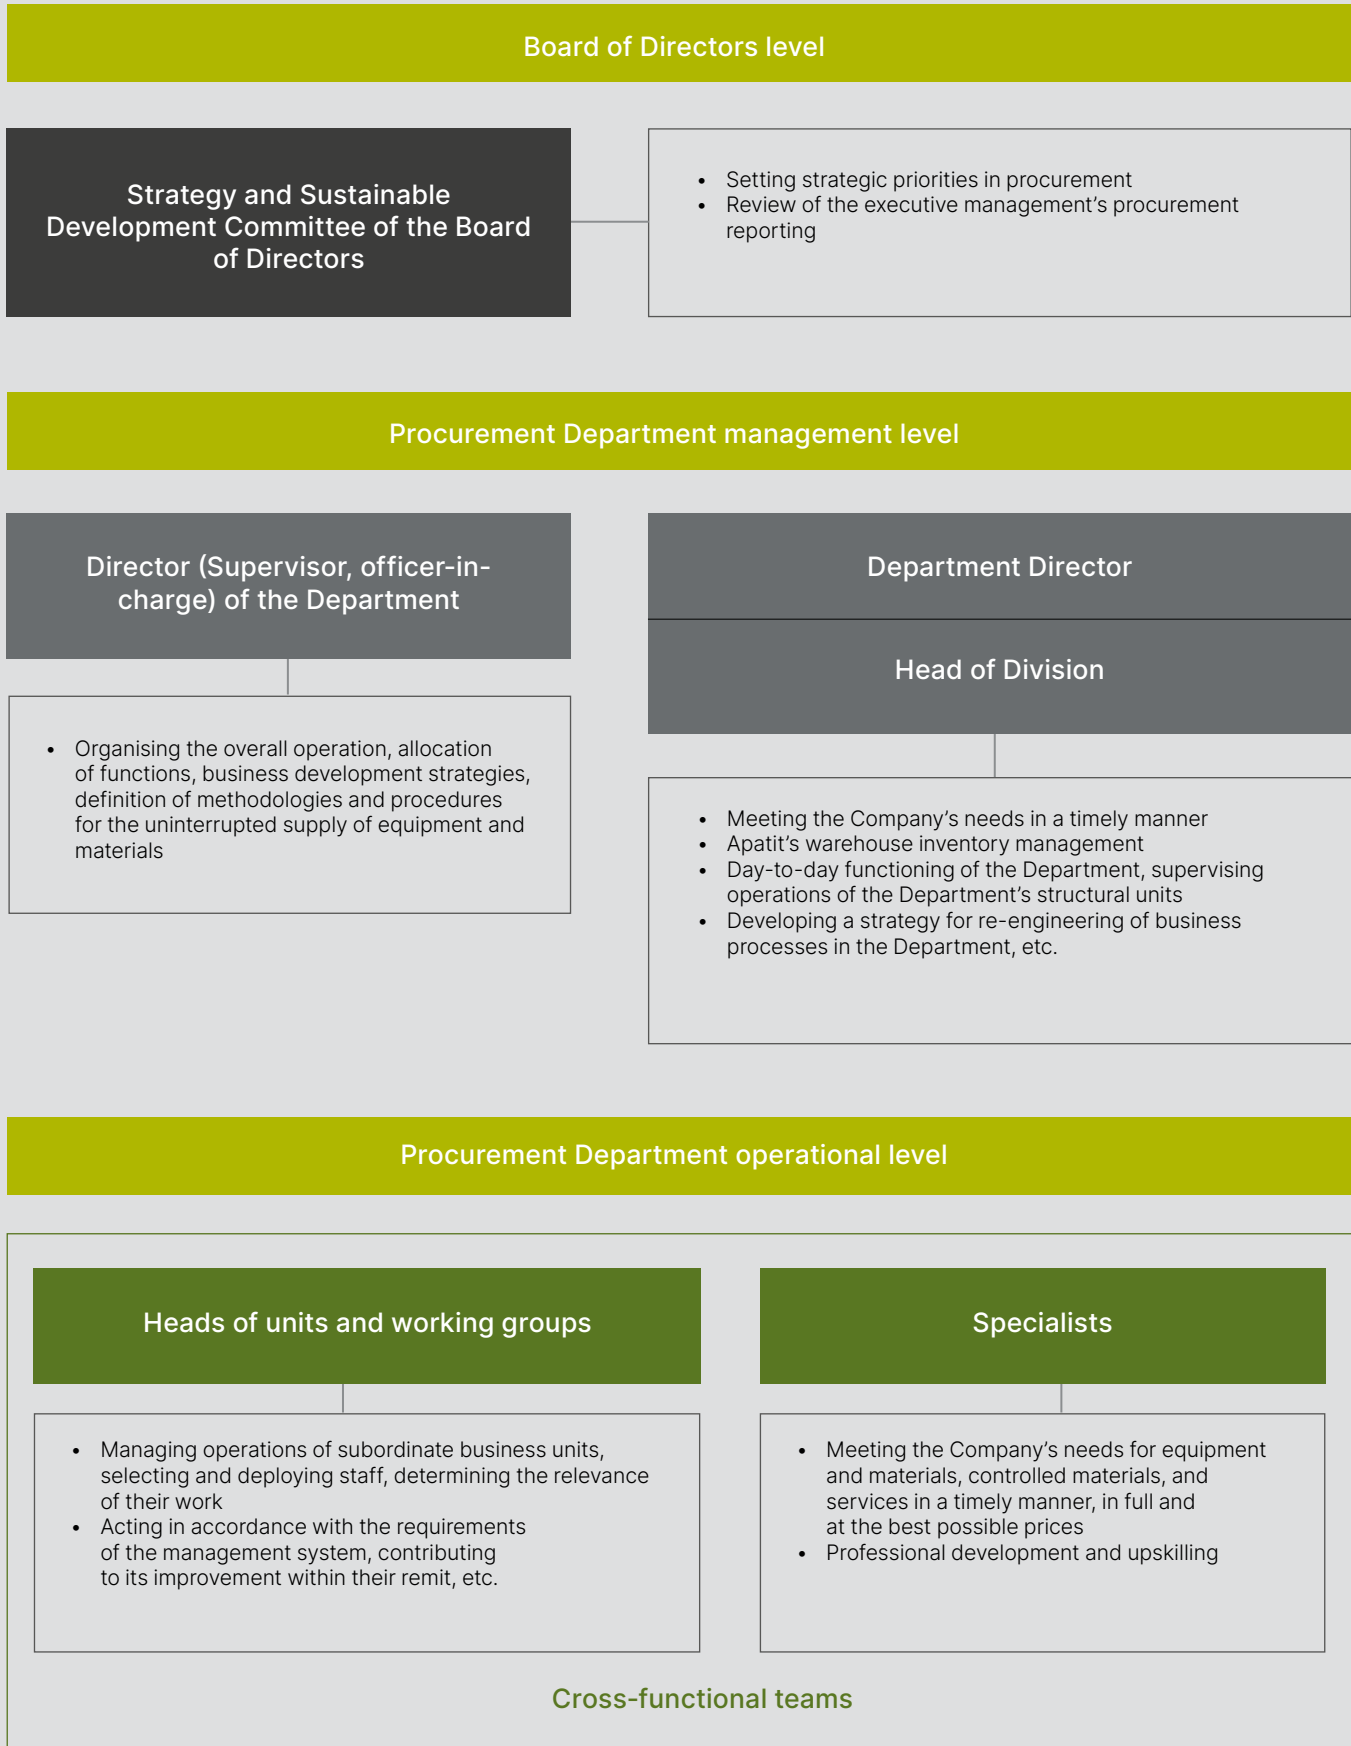 Board of Directors level
Strategy and Sustainable
Development Committee of the Board
of Directors
• Setting strategic priorities in procurement
• Review of the executive management’s procurement
reporting
Procurement Department management level
Director (Supervisor, officer-in-
charge) of the Department
• Organising the overall operation, allocation
of functions, business development strategies,
definition of methodologies and procedures
for the uninterrupted supply of equipment and
materials
Department Director
Head of Division
• Meeting the Company’s needs in a timely manner
• Apatit’s warehouse inventory management
• Day-to-day functioning of the Department, supervising
operations of the Department’s structural units
• Developing a strategy for re-engineering of business
processes in the Department, etc.
Procurement Department operational level
Heads of units and working groups
• Managing operations of subordinate business units,
selecting and deploying staff, determining the relevance
of their work
• Acting in accordance with the requirements
of the management system, contributing
to its improvement within their remit, etc.
Specialists
• Meeting the Company’s needs for equipment
and materials, controlled materials, and
services in a timely manner, in full and
at the best possible prices
• Professional development and upskilling
Cross-functional teams